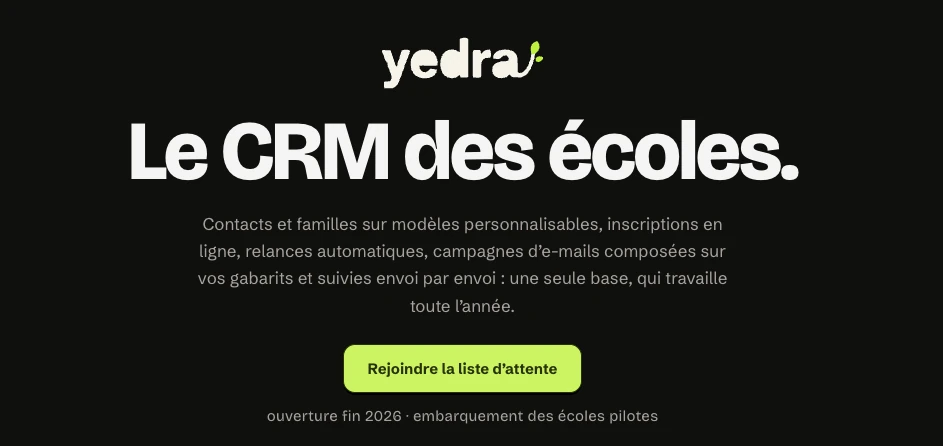 yedra
Le CRM des écoles.
Contacts et familles sur modèles personnalisables, inscriptions en
ligne, relances automatiques, campagnes d’e-mails composées sur
vos gabarits et suivies envoi par envoi : une seule base, qui travaille
toute l’année.
Rejoindre la liste d’attente
ouverture fin 2026 · embarquement des écoles pilotes